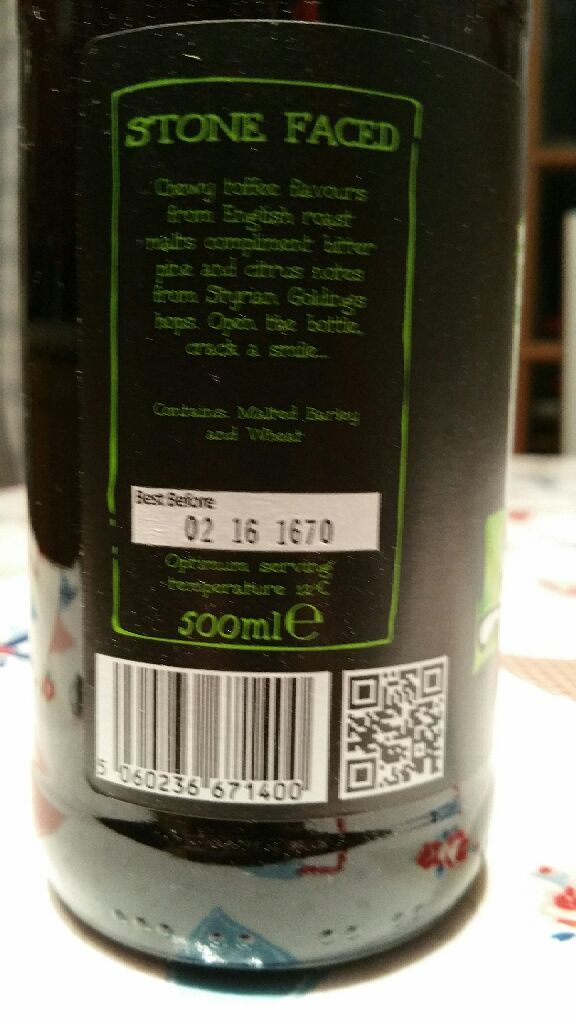 STONE FACED
Chewy toffee flavours
from English roast
malts compliment bitter
pine and citrus notes
from Styrian Goldings
hops. Open the bottle,
crack a smile...
Contains: Malted Barley
and Wheat
Best Before
02 16 1670
Optimum serving
temperature 12°C
500ml e
5 060236 671400